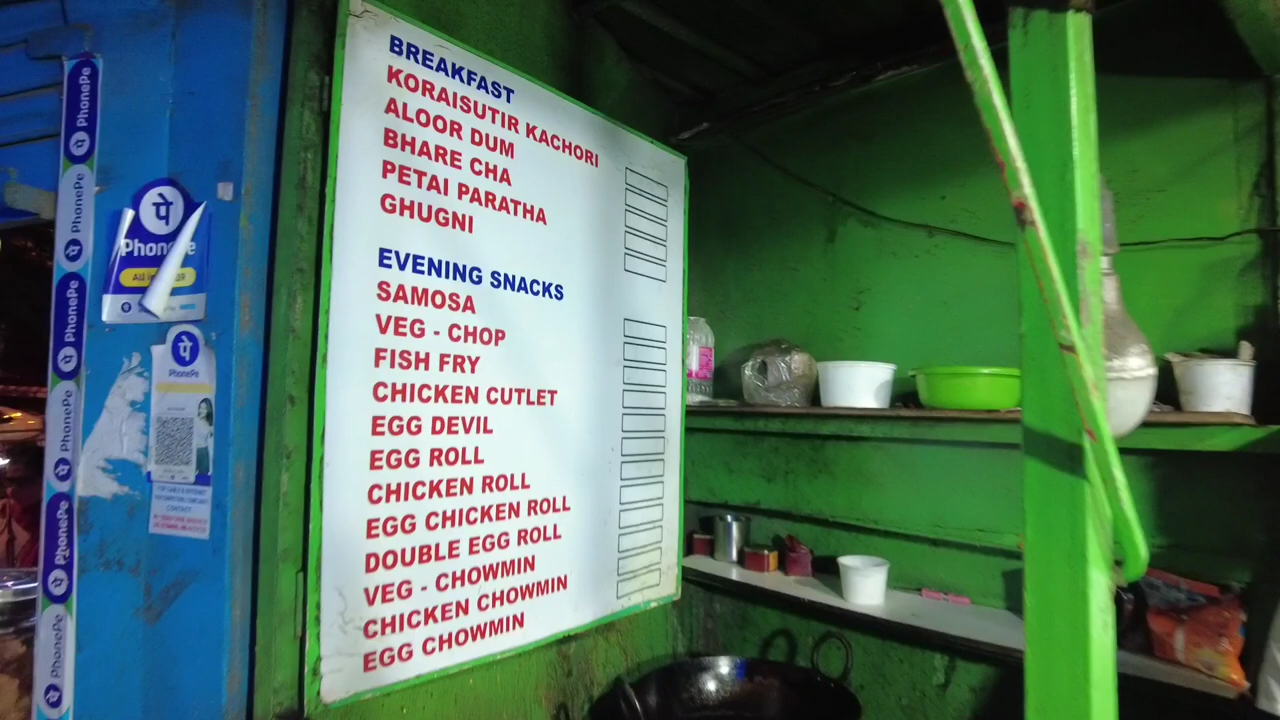 BREAKFAST
KORAISUTIR KACHORI
ALOOR DUM
BHARE CHA
PETAI PARATHA
GHUGNI
EVENING SNACKS
SAMOSA
VEG - CHOP
FISH FRY
CHICKEN CUTLET
EGG DEVIL
EGG ROLL
CHICKEN ROLL
EGG CHICKEN ROLL
DOUBLE EGG ROLL
VEG - CHOWMIN
CHICKEN CHOWMIN
EGG CHOWMIN
पे PhonePe
पे PhonePe
पे PhonePe
पे PhonePe
पे PhonePe
पे PhonePe
पे
PhonePe
पे
PhonePe
CONTACT